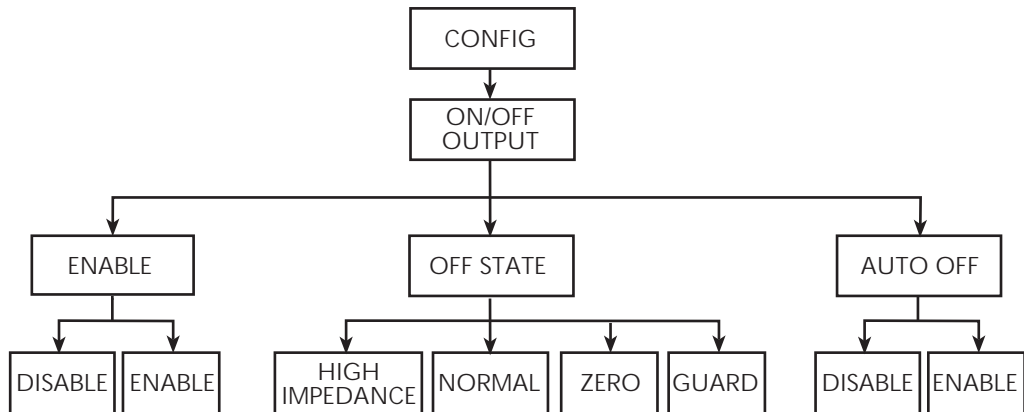 CONFIG
ON/OFF
OUTPUT
ENABLE
OFF STATE
AUTO OFF
DISABLE
ENABLE
HIGH
IMPEDANCE
NORMAL
ZERO
GUARD
DISABLE
ENABLE